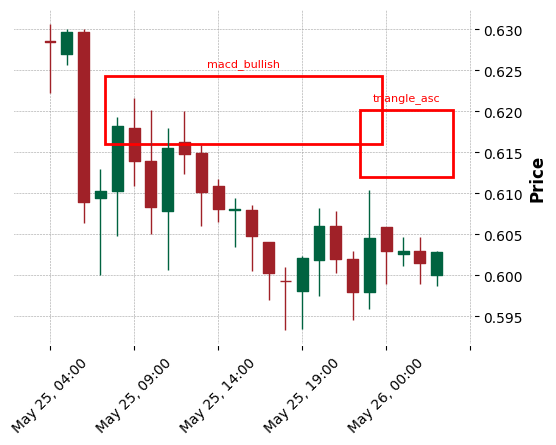 macd_bullish
triangle_asc
0.630
0.625
0.620
0.615
0.610
0.605
0.600
0.595
Price
May 25, 04:00
May 25, 09:00
May 25, 14:00
May 25, 19:00
May 26, 00:00